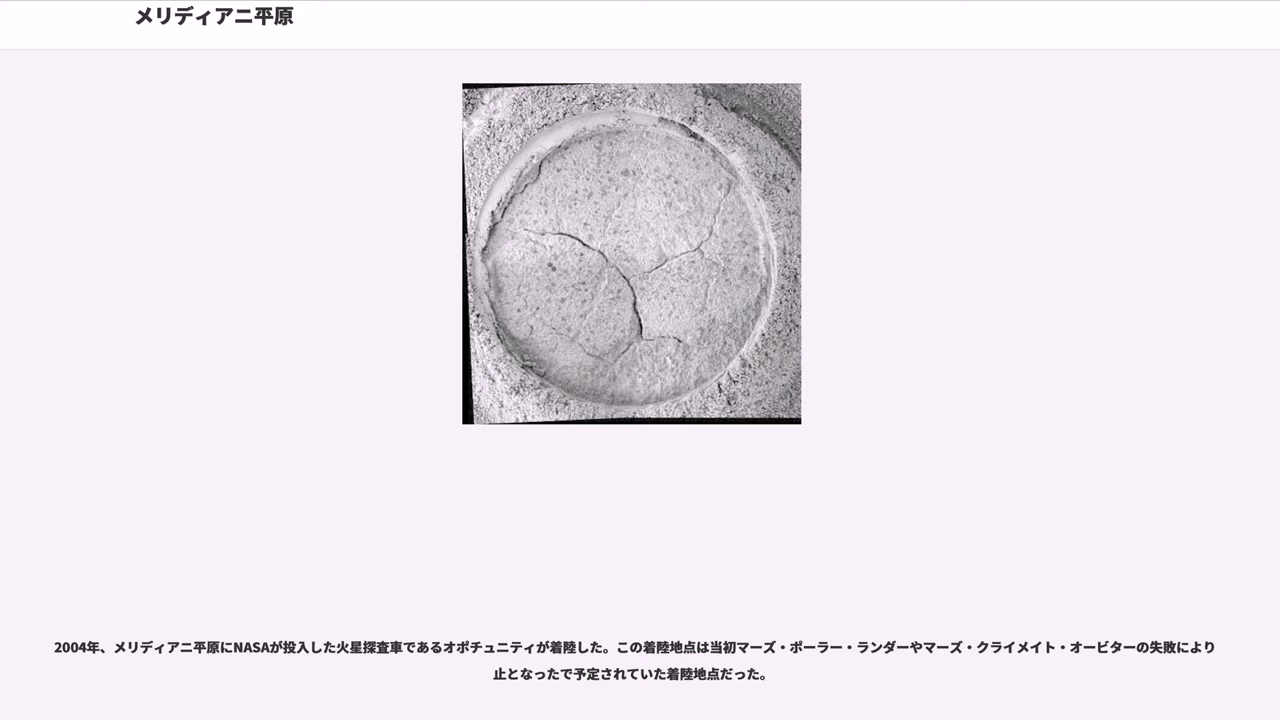 メリディアニ平原
2004年、メリディアニ平原にNASAが投入した火星探査車であるオポチュニティが着陸した。この着陸地点は当初マーズ・ポーラー・ランダーやマーズ・クライメイト・オービターの失敗により
止となったで予定されていた着陸地点だった。